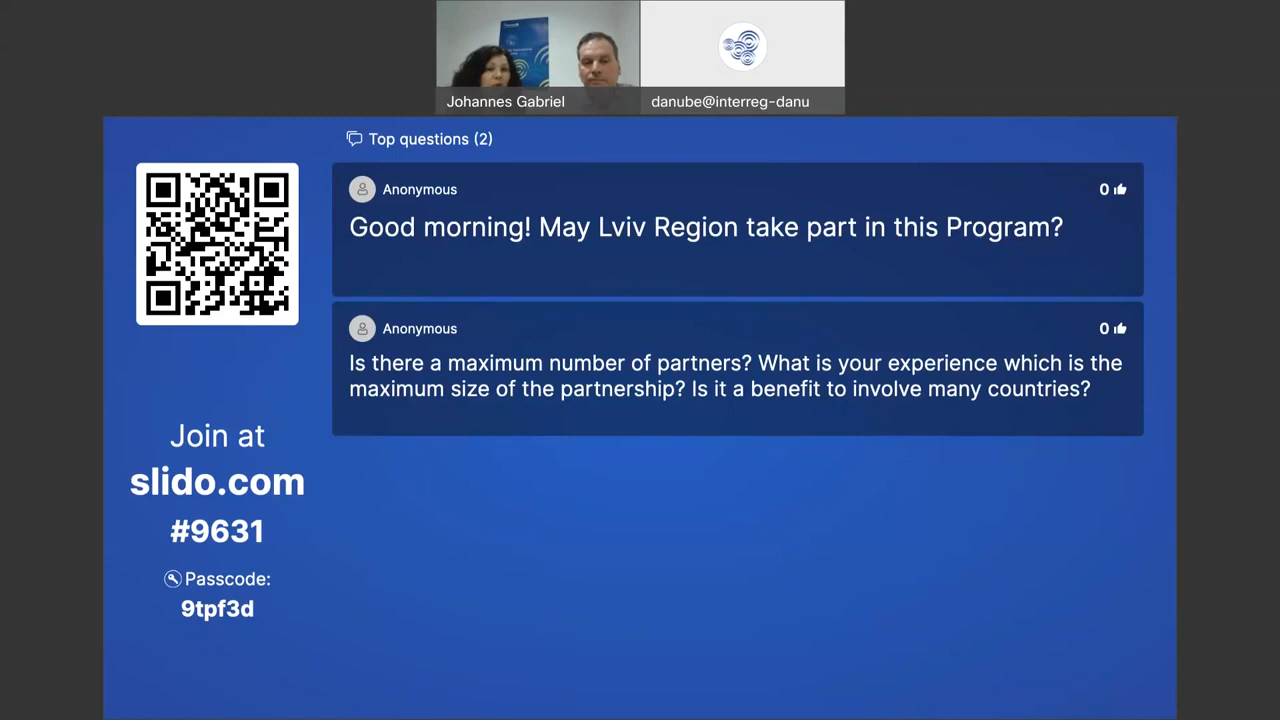 Johannes Gabriel
danube@interreg-danu
Top questions (2)
Anonymous
0
Good morning! May Lviv Region take part in this Program?
Anonymous
0
Is there a maximum number of partners? What is your experience which is the
maximum size of the partnership? Is it a benefit to involve many countries?
Join at
slido.com
#9631
Passcode:
9tpf3d